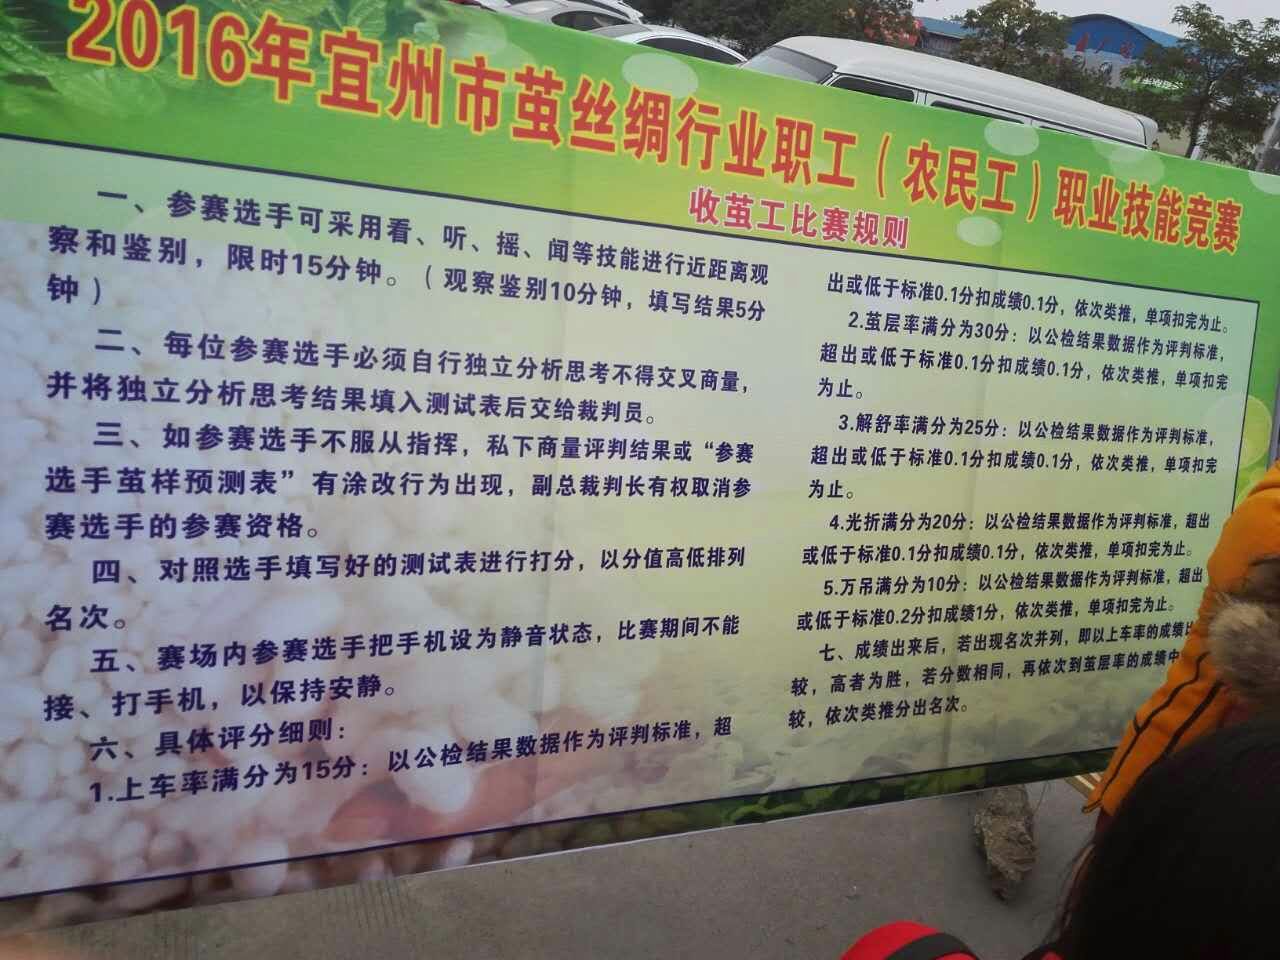 2016年宜州市茧丝绸行业职工（农民工）职业技能竞赛
收茧工比赛规则
一、参赛选手可采用看、听、摇、闻等技能进行近距离观
察和鉴别，限时15分钟。（观察鉴别10分钟，填写结果5分
钟）
二、每位参赛选手必须自行独立分析思考不得交叉商量，
并将独立分析思考结果填入测试表后交给裁判员。
三、如参赛选手不服从指挥，私下商量评判结果或“参赛
选手茧样预测表”有涂改行为出现，副总裁判长有权取消参
赛选手的参赛资格。
四、对照选手填写好的测试表进行打分，以分值高低排列
名次。
五、赛场内参赛选手把手机设为静音状态，比赛期间不能
接、打手机，以保持安静。
六、具体评分细则：
1.上车率满分为15分：以公检结果数据作为评判标准，超
出或低于标准0.1分扣成绩0.1分，依次类推，单项扣完为止。
2.茧层率满分为30分：以公检结果数据作为评判标准，
超出或低于标准0.1分扣成绩0.1分，依次类推，单项扣完
为止。
3.解舒率满分为25分：以公检结果数据作为评判标准，
超出或低于标准0.1分扣成绩0.1分，依次类推，单项扣完
为止。
4.光折满分为20分：以公检结果数据作为评判标准，超出
或低于标准0.1分扣成绩0.1分，依次类推，单项扣完为止。
5.万吊满分为10分：以公检结果数据作为评判标准，超出
或低于标准0.2分扣成绩1分，依次类推，单项扣完为止。
七、成绩出来后，若出现名次并列，即以上车率的成绩比
较，高者为胜，若分数相同，再依次到茧层率的成绩中
较，依次类推分出名次。